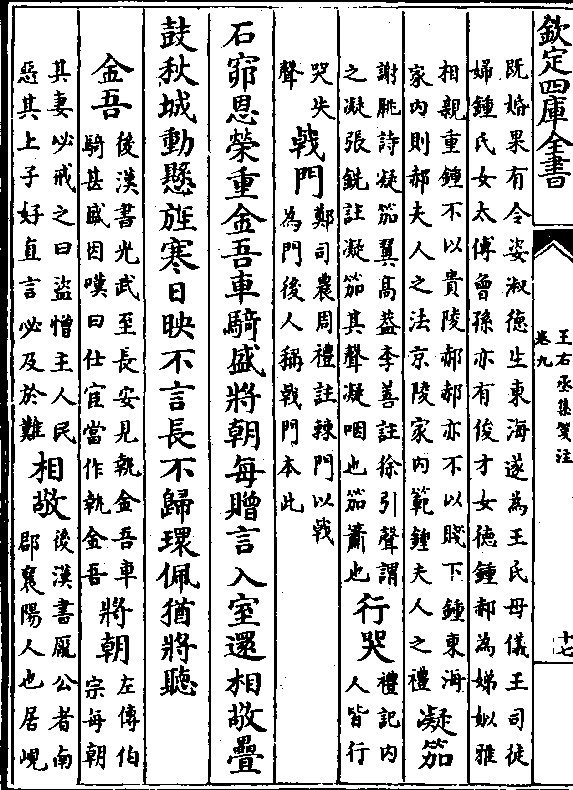 欽定四庫全書
王右丞集箋注
卷九
十七
既婚果有令姿淑德生東海遂為王氏母儀王司徒
婦鍾氏女太傅曾孫亦有俊才女德鍾郝為娣姒雅
相親重鍾不以貴陵郝郝亦不以賤下鍾東海
家内則郝夫人之法京陵家内範鍾夫人之禮
凝笳
謝朓詩凝笳翼高葢李善註徐引聲謂
之凝張銑註凝笳其聲凝咽也笳簫也
行哭
禮記内
人皆行
哭失
聲
戟門
鄭司農周禮註棘門以戟
為門後人稱戟門本此
石窌恩榮重金吾車騎盛將朝每贈言入室還相敬疊
鼓秋城動懸旌寒日映不言長不歸環佩猶將聽
金吾
後漢書光武至長安見執金吾車
騎甚盛因嘆曰仕宦當作執金吾
將朝
左傳伯
宗每朝
其妻必戒之曰盜憎主人民
惡其上子好直言必及於難
相敬
後漢書龎公者南
郡襄陽人也居峴